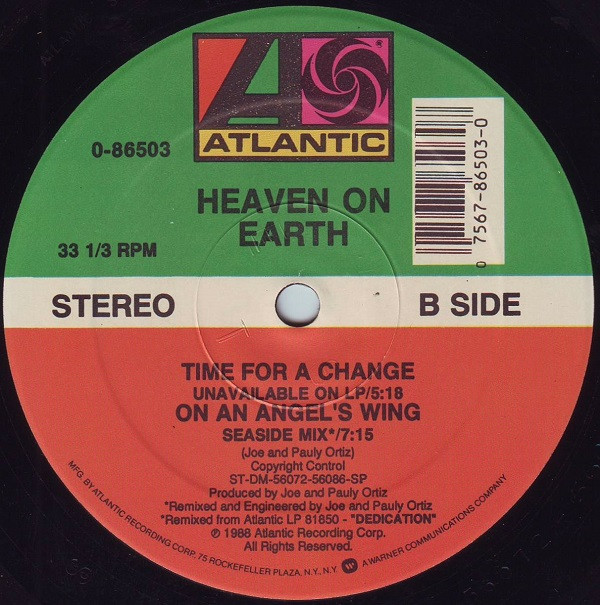 ATLANTIC
®
0-86503
HEAVEN ON
EARTH
33 1/3 RPM
0 7567-86503-0
STEREO
B SIDE
TIME FOR A CHANGE
UNAVAILABLE ON LP/5:18
ON AN ANGEL'S WING
SEASIDE MIX*/7:15
(Joe and Pauly Ortiz)
Copyright Control
ST-DM-56072-56086-SP
Produced by Joe and Pauly Ortiz
*Remixed and Engineered by Joe and Pauly Ortiz
*Remixed from Atlantic LP 81850 - "DEDICATION"
℗ 1988 Atlantic Recording Corp.
All Rights Reserved.
MFG. BY ATLANTIC RECORDING CORP. 75 ROCKEFELLER PLAZA, N.Y., N.Y. A WARNER COMMUNICATIONS COMPANY